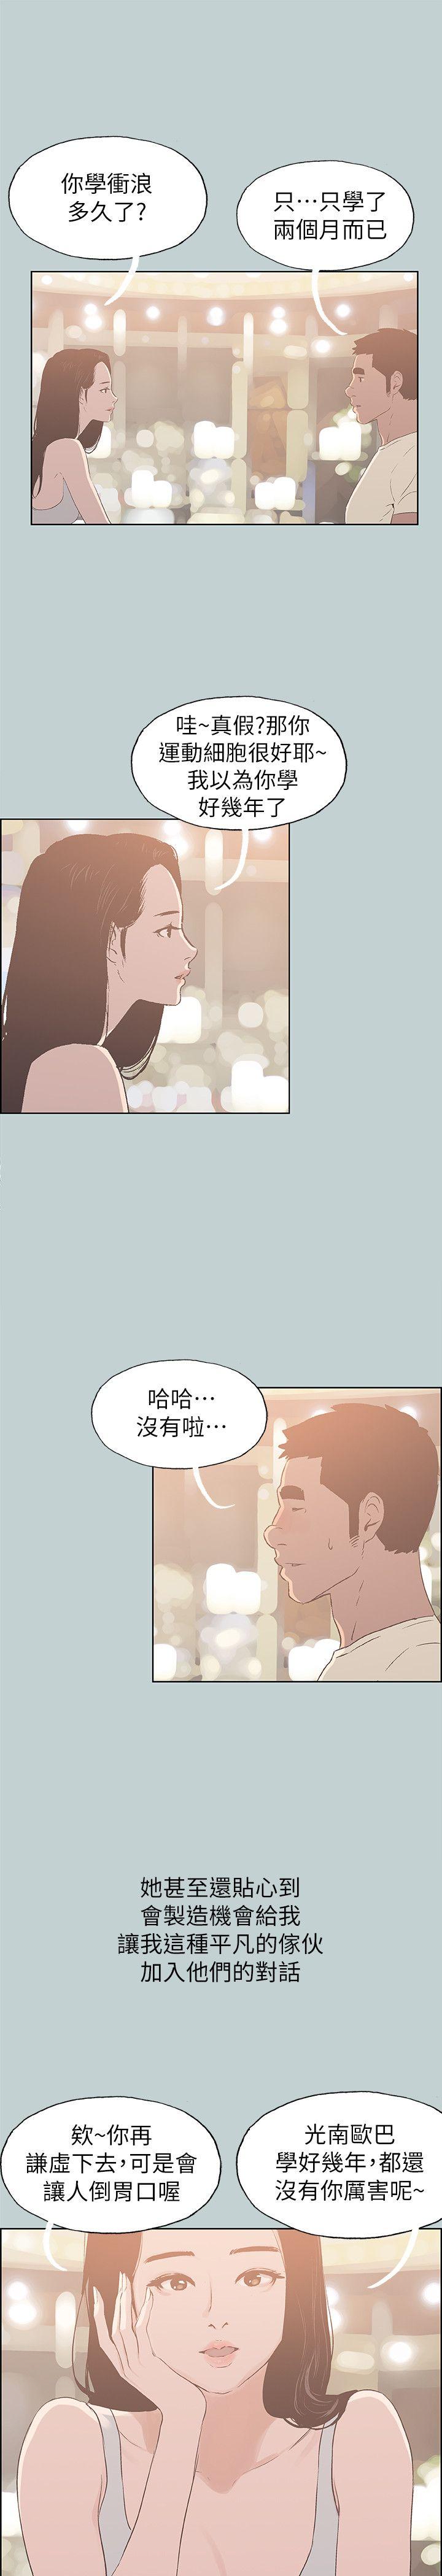 你學衝浪
多久了?
只…只學了
兩個月而已
哇~真假?那你
運動細胞很好耶~
我以為你學
好幾年了
哈哈…
沒有啦…
她甚至還貼心到
會製造機會給我
讓我這種平凡的傢伙
加入他們的對話
欸~你再
謙虛下去,可是會
讓人倒胃口喔
光南歐巴
學好幾年,都還
沒有你厲害呢~